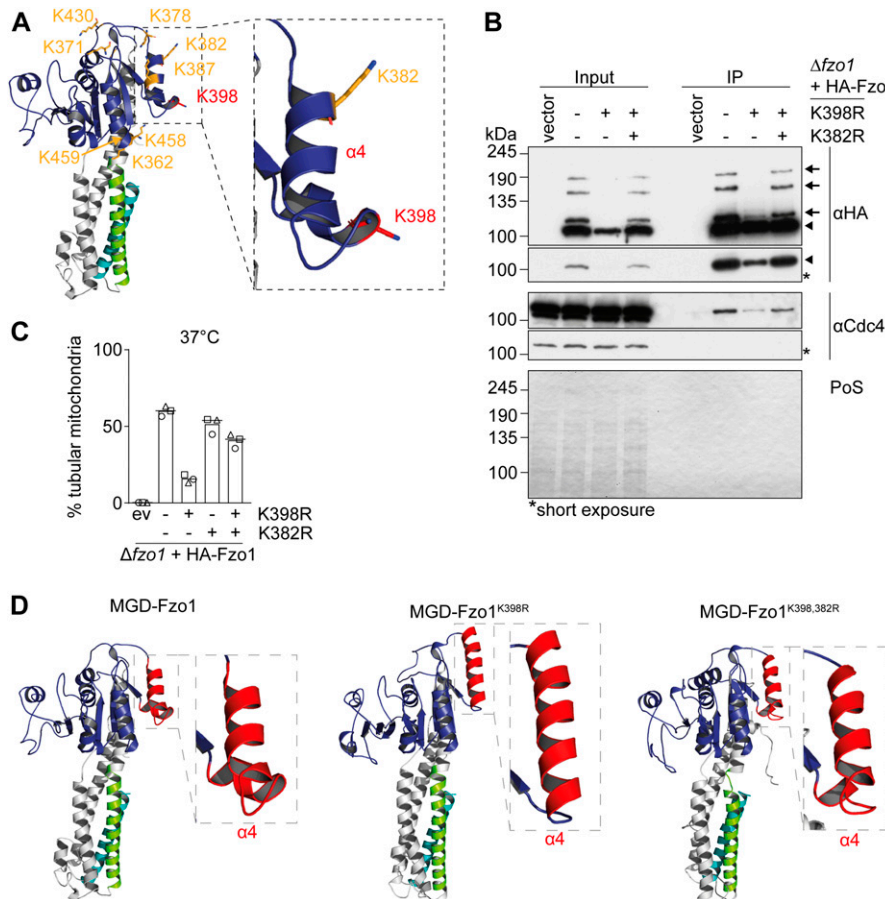 A
K430
K378
K371
K382
K387
K398
K458
K459
K362
K382
α4
K398
B
Input
IP
Δfzo1
+ HA-Fzo
vector
- + +
vector
- + +
K398R
- - +
- - +
K382R
kDa
245
190
135
100
αHA
100
*
αCdc4
100
*
PoS
245
190
135
100
*short exposure
C
37°C
% tubular mitochondria
100
50
0
ev
- + - +
K398R
- - + +
K382R
Δfzo1 + HA-Fzo1
D
MGD-Fzo1
MGD-Fzo1K398R
MGD-Fzo1K398,382R
α4
α4
α4